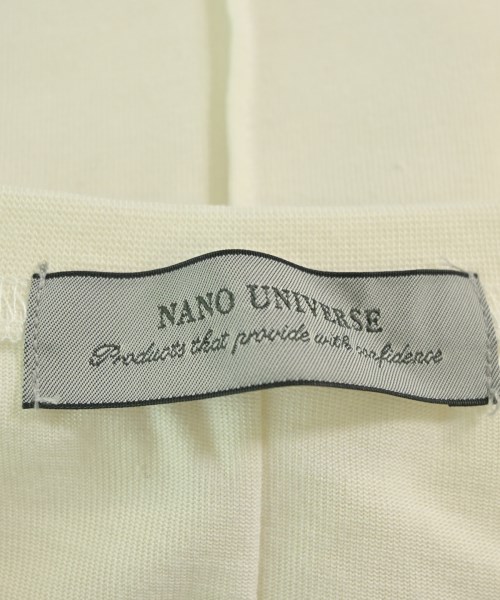 NANO UNIVERSE
Products that provide with confidence